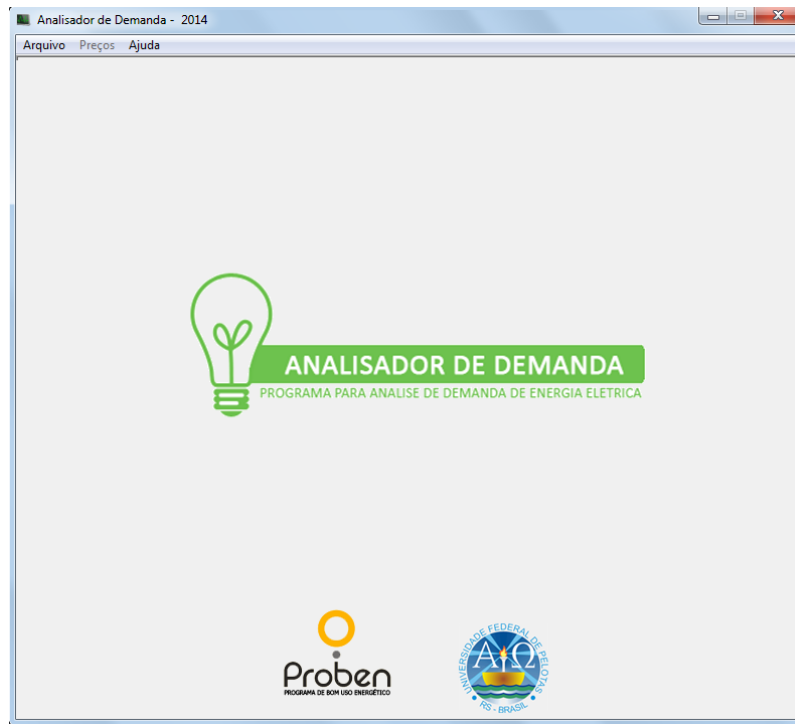 Analisador de Demanda - 2014
Arquivo Preços Ajuda
ANALISADOR DE DEMANDA
PROGRAMA PARA ANALISE DE DEMANDA DE ENERGIA ELETRICA
Proben
PROGRAMA DE BOM USO ENERGÉTICO
UNIVERSIDADE FEDERAL DE PELOTAS
ΑΩ
RS - BRASIL